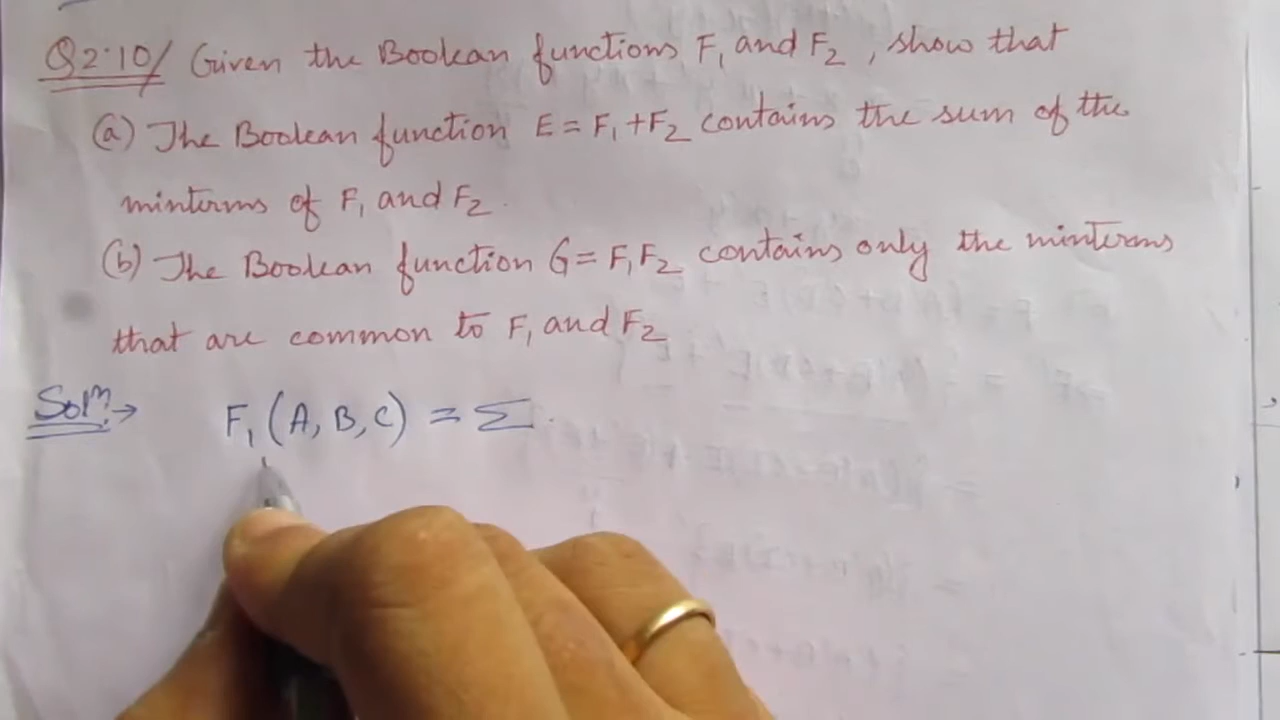 Q2.10/ Given the Boolean functions F₁ and F₂, show that
(a) The Boolean function E = F₁+F₂ contains the sum of the
minterms of F₁ and F₂.
(b) The Boolean function G = F₁F₂ contains only the minterms
that are common to F₁ and F₂
Solⁿ.→ F₁(A, B, C) = Σ